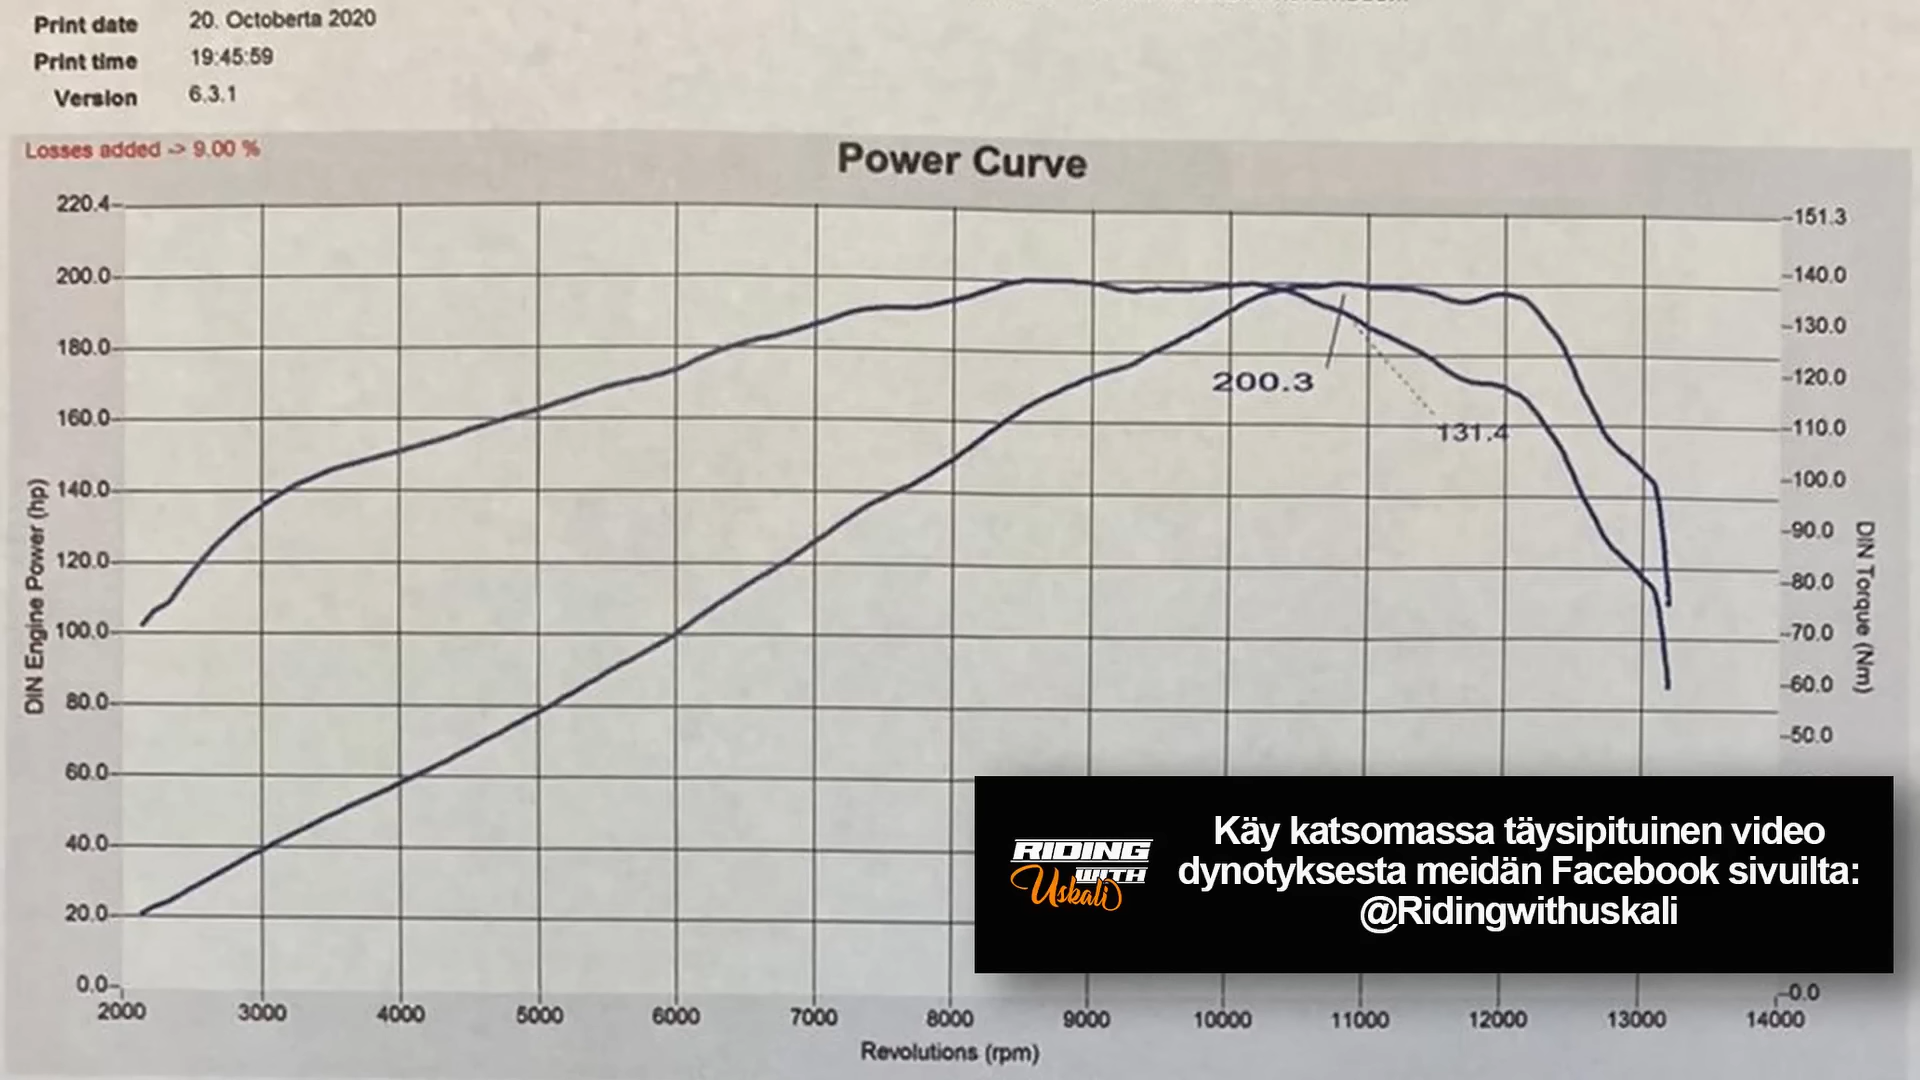 Print date 20. Octoberta 2020
Print time 19:45:59
Version 6.3.1
Losses added -> 9.00 %
Power Curve
220.4
200.0
180.0
160.0
140.0
120.0
100.0
80.0
60.0
40.0
20.0
0.0
DIN Engine Power (hp)
151.3
140.0
130.0
120.0
110.0
100.0
90.0
80.0
70.0
60.0
50.0
0.0
DIN Torque (Nm)
200.3
131.4
2000 3000 4000 5000 6000 7000 8000 9000 10000 11000 12000 13000 14000
Revolutions (rpm)
RIDING
WITH
Uskali
Käy katsomassa täysipituinen video
dynotyksesta meidän Facebook sivuilta:
@Ridingwithuskali